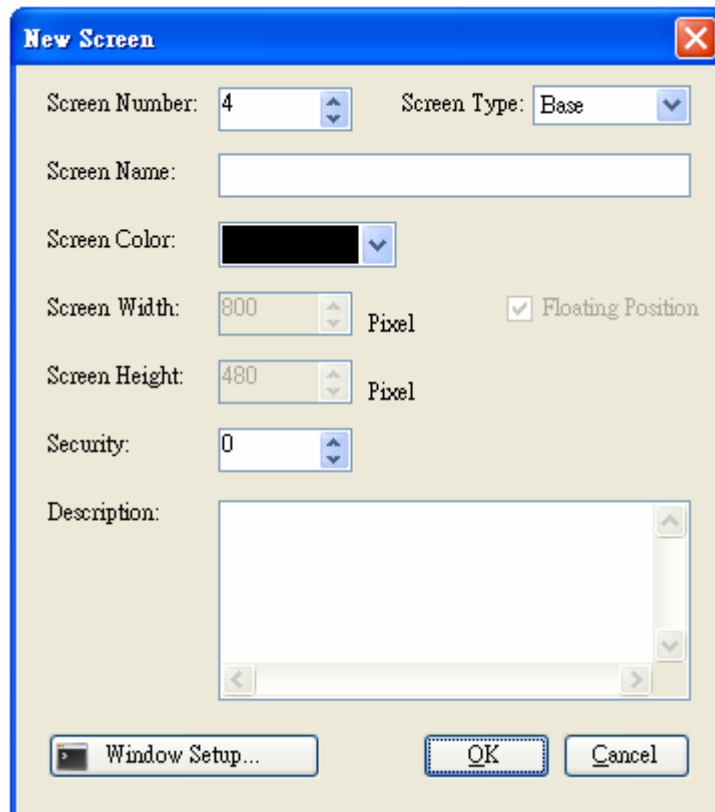 New Screen
Screen Number: 4 Screen Type: Base
Screen Name:
Screen Color:
Screen Width: 800 Pixel Floating Position
Screen Height: 480 Pixel
Security: 0
Description:
Window Setup... OK Cancel